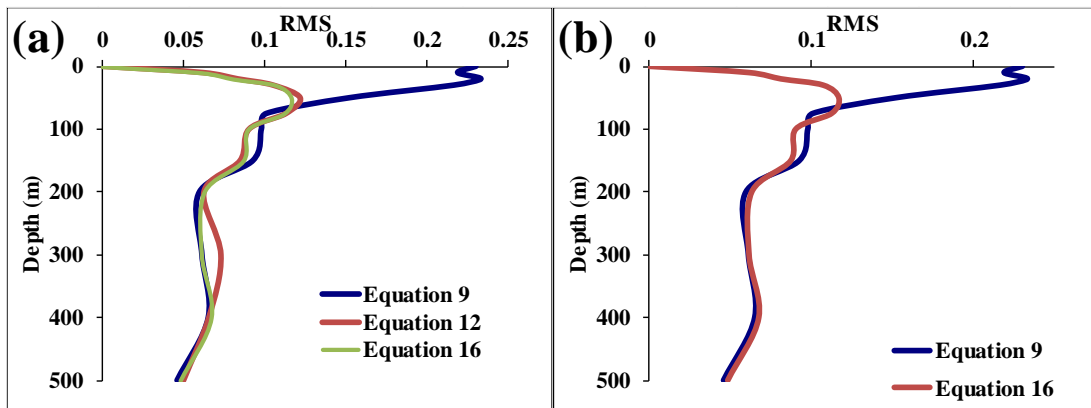 (a)
RMS
0 0.05 0.1 0.15 0.2 0.25
0
100
200
300
400
500
Depth (m)
Equation 9
Equation 12
Equation 16
(b)
RMS
0 0.1 0.2
0
100
200
300
400
500
Depth (m)
Equation 9
Equation 16